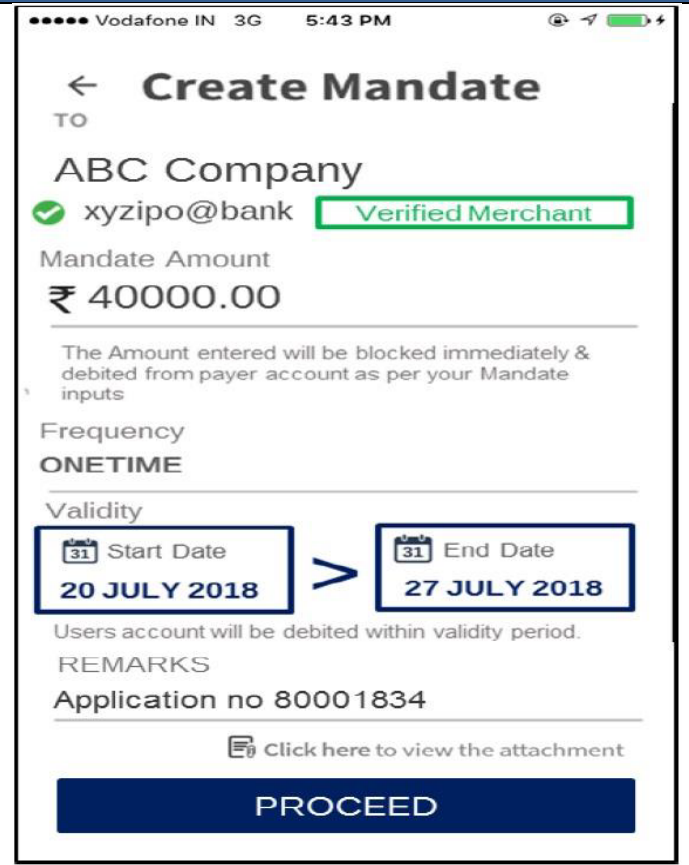 Vodafone IN 3G 5:43 PM
← Create Mandate
TO
ABC Company
xyzipo@bank Verified Merchant
Mandate Amount
₹ 40000.00
The Amount entered will be blocked immediately &
debited from payer account as per your Mandate
inputs
Frequency
ONETIME
Validity
31 Start Date > 31 End Date
20 JULY 2018 27 JULY 2018
Users account will be debited within validity period.
REMARKS
Application no 80001834
Click here to view the attachment
PROCEED